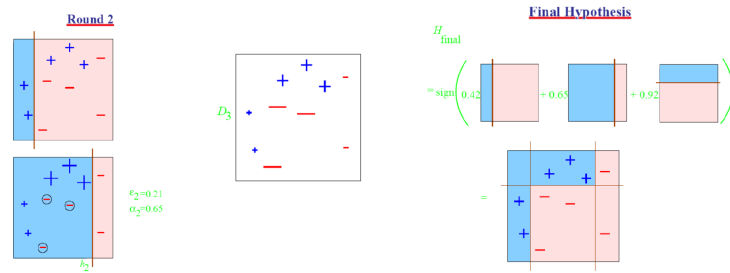 Round 2
ε2=0.21
α2=0.65
h2
D3
Final Hypothesis
H
final
= sign ( 0.42 + 0.65 + 0.92 )
=